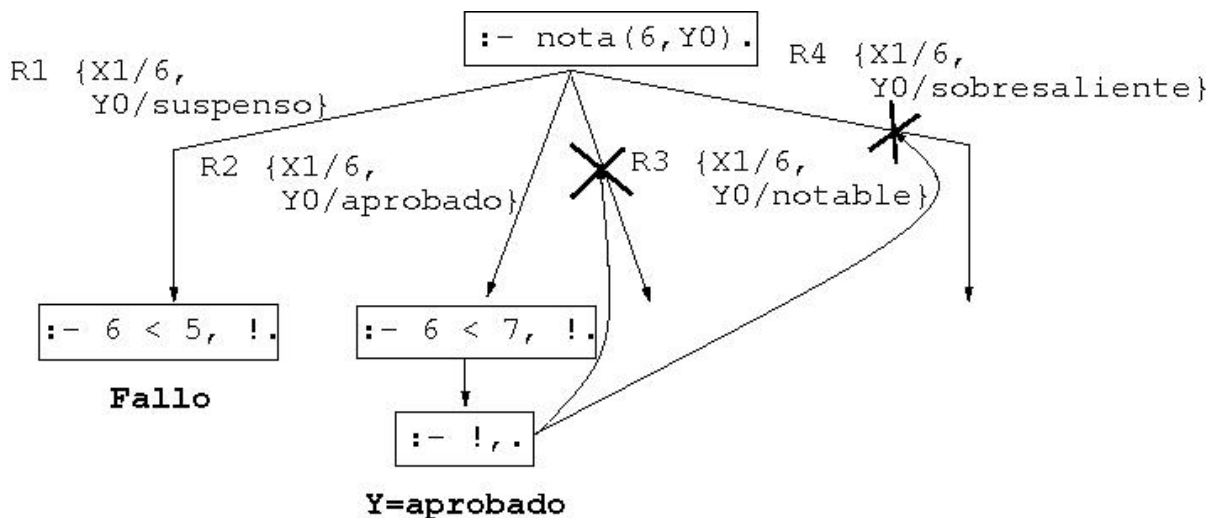 :- nota(6,Y0).
R1 {X1/6,
Y0/suspenso}
R4 {X1/6,
Y0/sobresaliente}
R2 {X1/6,
Y0/aprobado}
R3 {X1/6,
Y0/notable}
:- 6 < 5, !.
Fallo
:- 6 < 7, !.
:- !,.
Y=aprobado